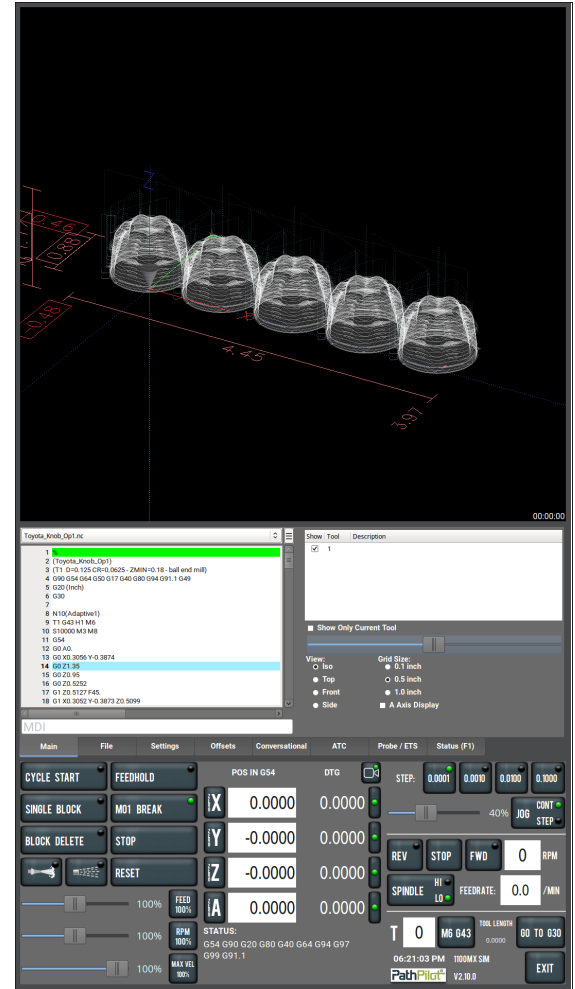 Z
0.46
0.88
-0.48
X
4.45
3.97
00:00:00
Toyota_Knob_Op1.nc
1 %
2 (Toyota_Knob_Op1)
3 (T1 D=0.125 CR=0.0625 - ZMIN=0.18 - ball end mill)
4 G90 G54 G64 G50 G17 G40 G80 G94 G91.1 G49
5 G20 (Inch)
6 G30
7
8 N10(Adaptive1)
9 T1 G43 H1 M6
10 S10000 M3 M8
11 G54
12 G0 A0.
13 G0 X0.3056 Y-0.3874
14 G0 Z1.35
15 G0 Z0.95
16 G0 Z0.5252
17 G1 Z0.5127 F45.
18 G1 X0.3052 Y-0.3873 Z0.5099
MDI
Show Tool Description
1
Show Only Current Tool
View: Grid Size:
Iso 0.1 inch
Top 0.5 inch
Front 1.0 inch
Side A Axis Display
Main File Settings Offsets Conversational ATC Probe / ETS Status (F1)
CYCLE START FEEDHOLD
SINGLE BLOCK M01 BREAK
BLOCK DELETE STOP
RESET
100% FEED 100%
100% RPM 100%
100% MAX VEL 100%
POS IN G54 DTG
X 0.0000 0.0000
Y -0.0000 0.0000
Z -0.0000 0.0000
A 0.0000 0.0000
STATUS:
G54 G90 G20 G80 G40 G64 G94 G97
G99 G91.1
STEP: 0.0001 0.0010 0.0100 0.1000
40% JOG CONT STEP
REV STOP FWD 0 RPM
SPINDLE HI LO FEEDRATE: 0.0 /MIN
T 0 M6 G43 TOOL LENGTH 0.0000 GO TO G30
06:21:03 PM 1100MX SIM
PathPilot® V2.10.0
EXIT